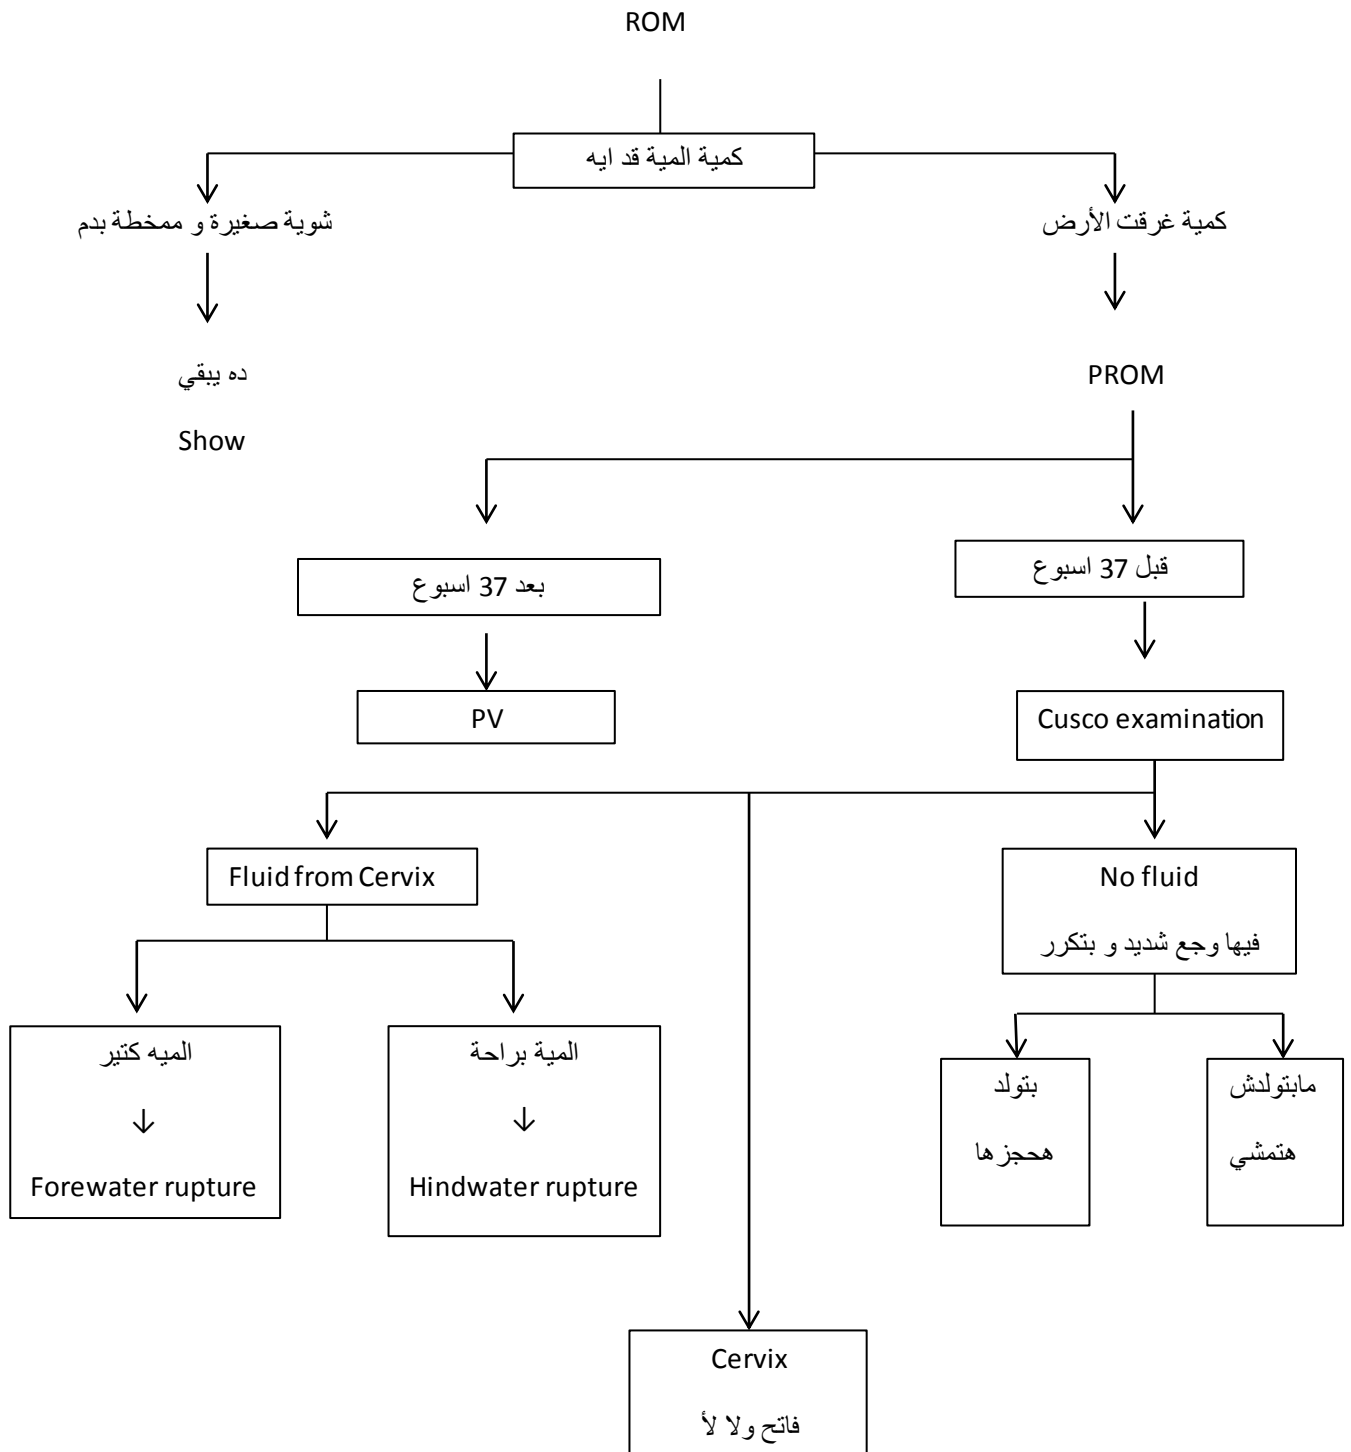 ROM
كمية المية قد ايه
شوية صغيرة و ممخطة بدم
كمية غرقت الأرض
ده يبقي
Show
PROM
بعد 37 اسبوع
قبل 37 اسبوع
PV
Cusco examination
Fluid from Cervix
No fluid
فيها وجع شديد و بتكرر
الميه كتير
↓
Forewater rupture
المية براحة
↓
Hindwater rupture
بتولد
هحجزها
مابتولدش
هتمشي
Cervix
فاتح ولا لأ